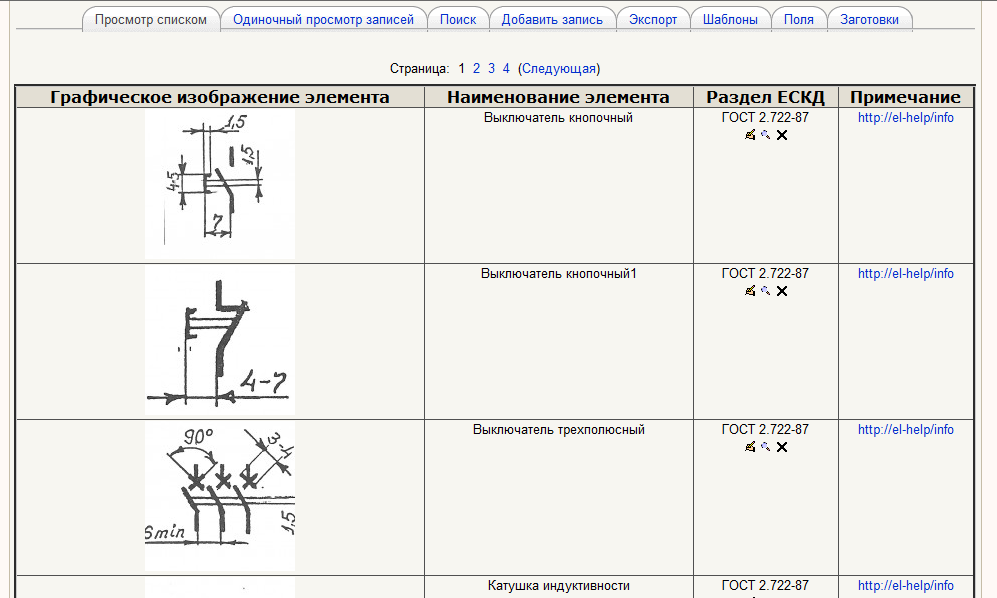 Просмотр списком Одиночный просмотр записей Поиск Добавить запись Экспорт Шаблоны Поля Заготовки
Страница: 1 2 3 4 (Следующая)
Графическое изображение элемента Наименование элемента Раздел ЕСКД Примечание
1,5
1,5
4-5
7
Выключатель кнопочный ГОСТ 2.722-87 http://el-help/info
4-7
Выключатель кнопочный1 ГОСТ 2.722-87 http://el-help/info
90°
3-4
1,5
6min
Выключатель трехполюсный ГОСТ 2.722-87 http://el-help/info
Катушка индуктивности ГОСТ 2.722-87 http://el-help/info